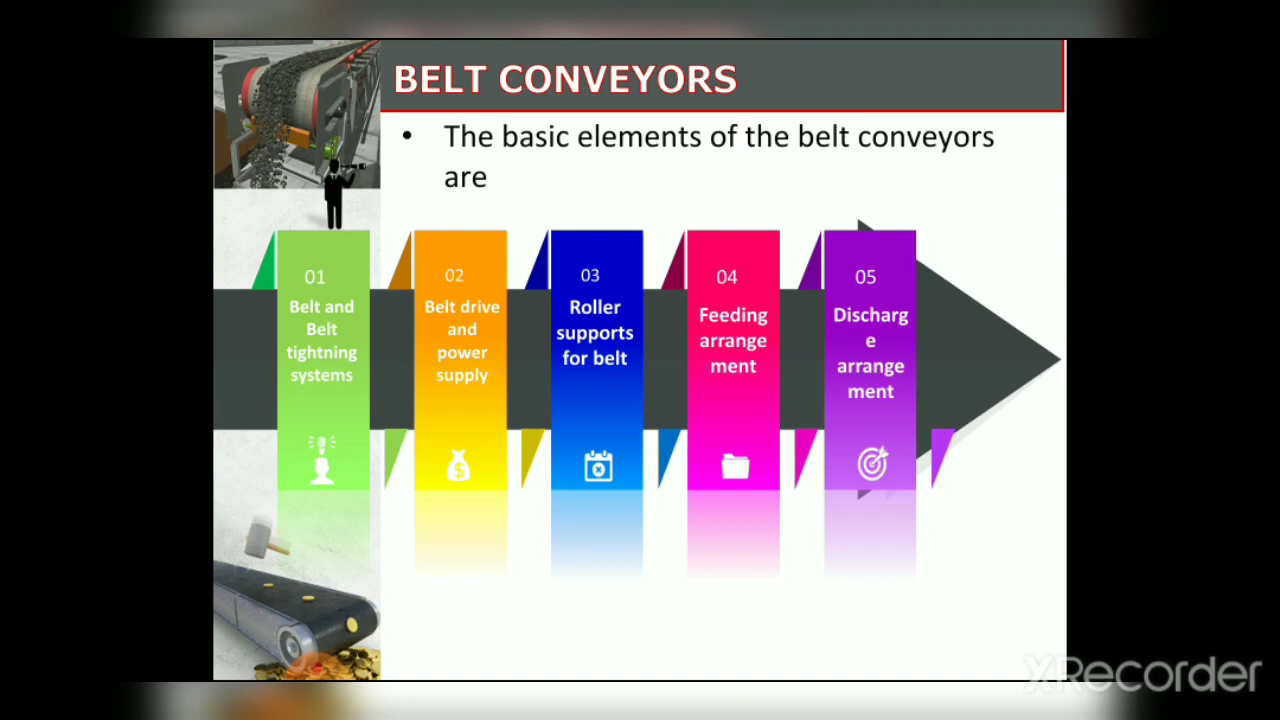 BELT CONVEYORS
• The basic elements of the belt conveyors
are
01
Belt and
Belt
tightning
systems
02
Belt drive
and
power
supply
03
Roller
supports
for belt
04
Feeding
arrange
ment
05
Discharg
e
arrange
ment
XRecorder